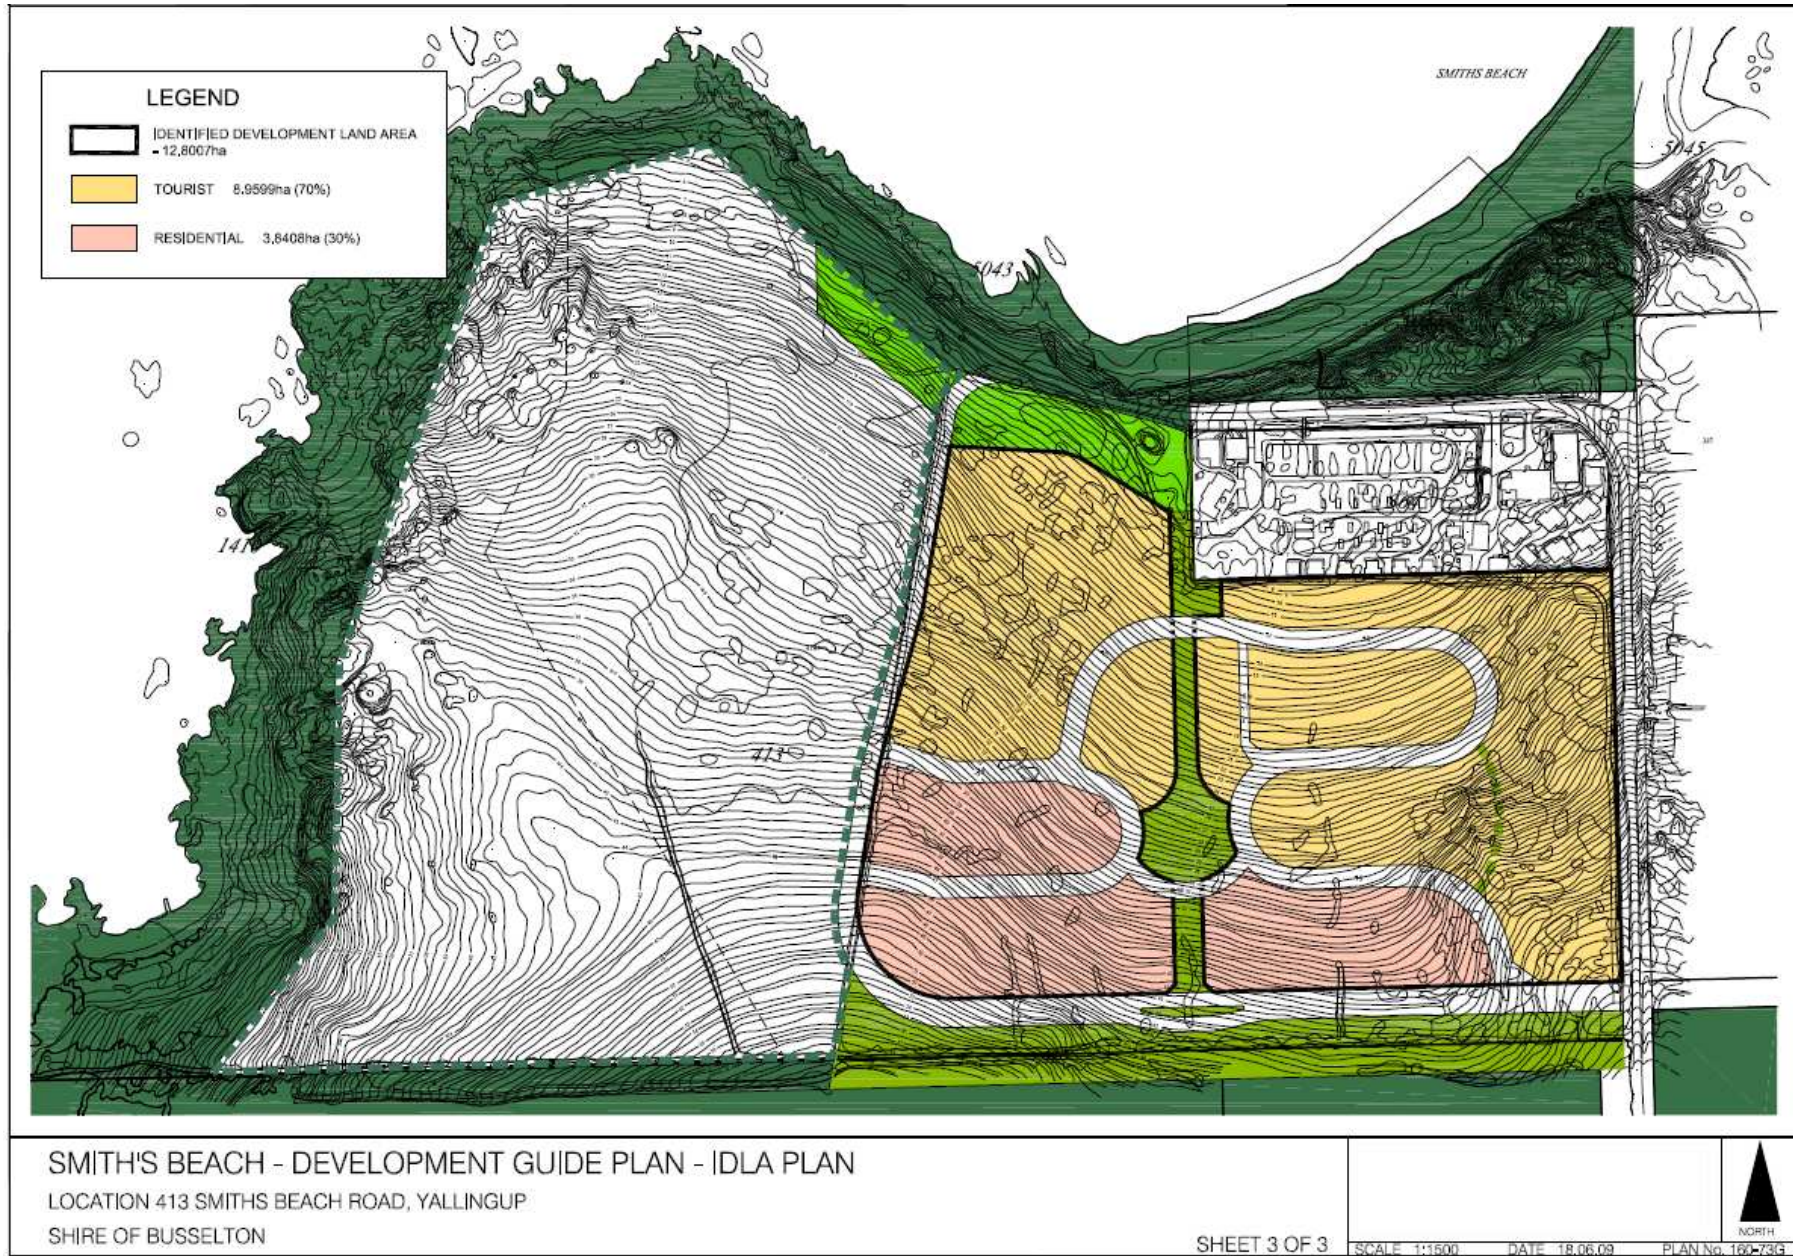 LEGEND
IDENTIFIED DEVELOPMENT LAND AREA
- 12.8007ha
TOURIST 8.9599ha (70%)
RESIDENTIAL 3.8408ha (30%)
SMITHS BEACH
5045
5043
141
413
SMITH'S BEACH - DEVELOPMENT GUIDE PLAN - IDLA PLAN
LOCATION 413 SMITHS BEACH ROAD, YALLINGUP
SHIRE OF BUSSELTON
SHEET 3 OF 3
SCALE 1:1500 DATE 18.06.09 PLAN No. 160-73G
NORTH